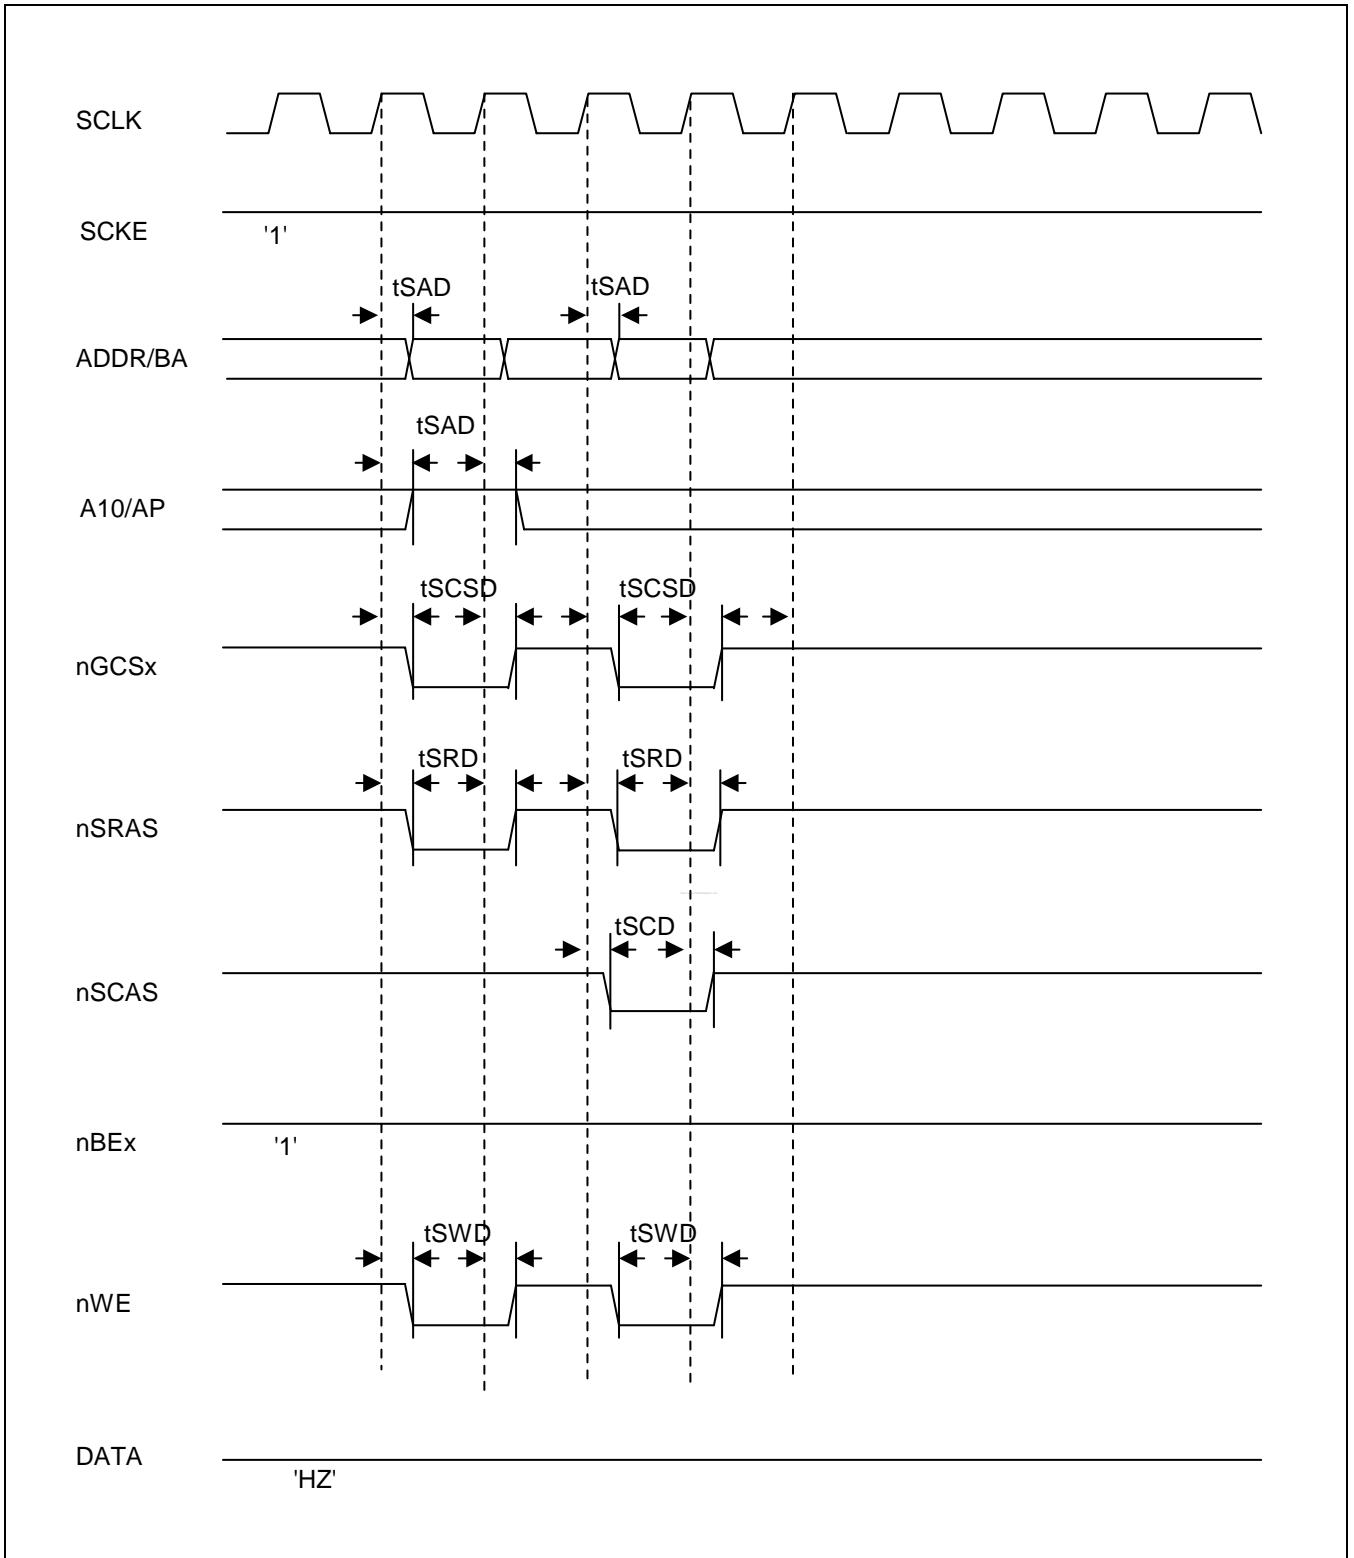 SCLK
SCKE
'1'
tSAD
tSAD
ADDR/BA
tSAD
A10/AP
tSCSD
tSCSD
nGCSx
tSRD
tSRD
nSRAS
tSCD
nSCAS
nBEx
'1'
tSWD
tSWD
nWE
DATA
'HZ'